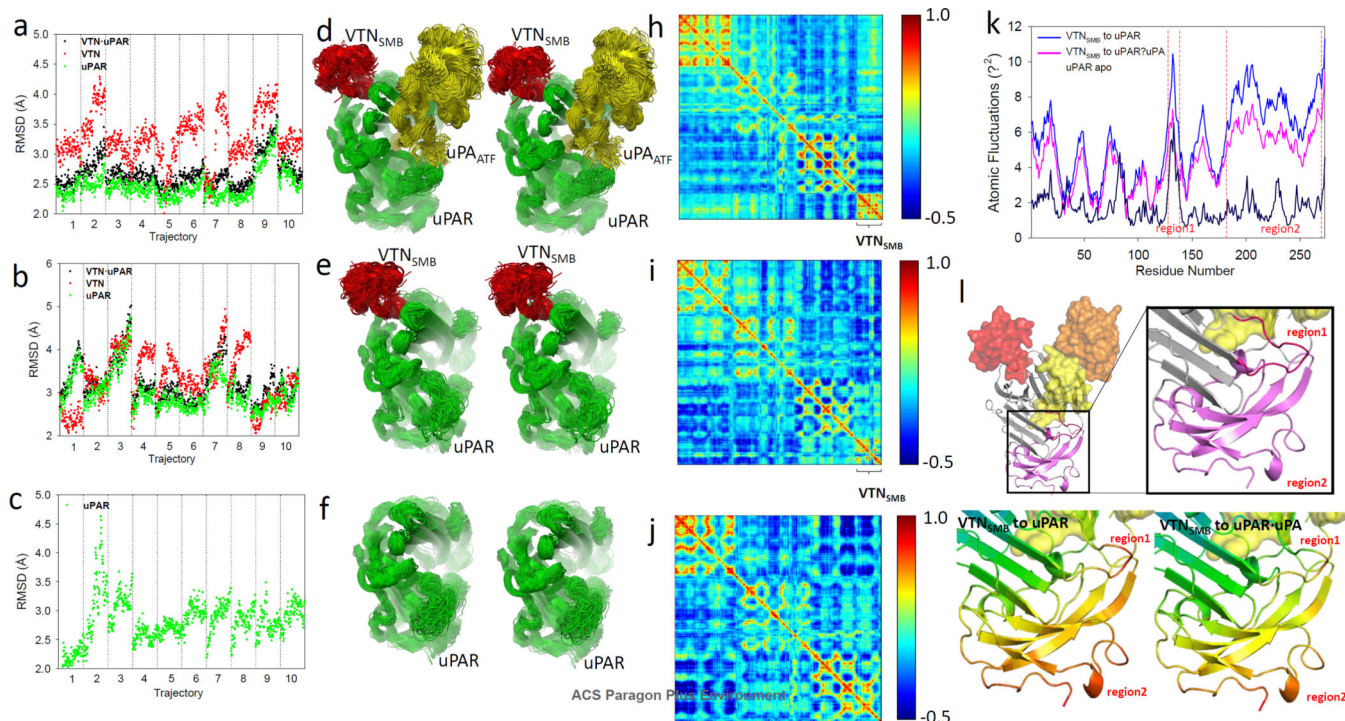 a
5.0
4.5
4.0
3.5
3.0
2.5
2.0
RMSD (Å)
VTN·uPAR
VTN
uPAR
1 2 3 4 5 6 7 8 9 10
Trajectory
b
6
5
4
3
2
RMSD (Å)
VTN·uPAR
VTN
uPAR
1 2 3 4 5 6 7 8 9 10
Trajectory
c
5.0
4.5
4.0
3.5
3.0
2.5
2.0
RMSD (Å)
uPAR
1 2 3 4 5 6 7 8 9 10
Trajectory
d
VTNSMB
VTNSMB
uPAATF
uPAATF
uPAR
uPAR
e
VTNSMB
VTNSMB
uPAR
uPAR
f
uPAR
uPAR
h
1.0
-0.5
VTNSMB
i
1.0
-0.5
VTNSMB
j
1.0
-0.5
k
12
10
8
6
4
2
0
Atomic Fluctuations (?²)
VTNSMB to uPAR
VTNSMB to uPAR?uPA
uPAR apo
region1
region2
50 100 150 200 250
Residue Number
l
region1
region2
VTNSMB to uPAR
region1
region2
VTNSMB to uPAR·uPA
region1
region2
ACS Paragon Plus Environment